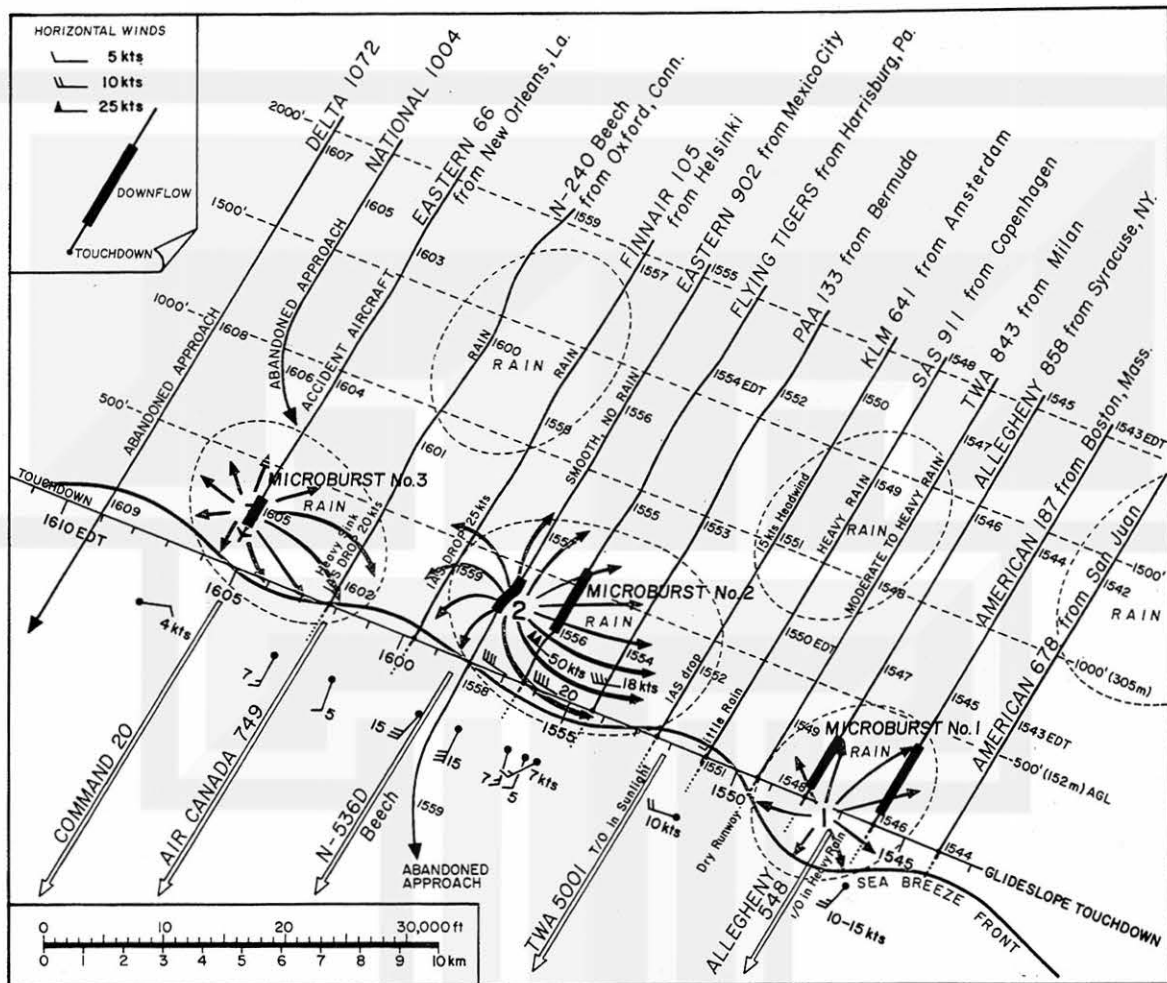 HORIZONTAL WINDS
5 kts
10 kts
25 kts
DOWNFLOW
TOUCHDOWN
DELTA 1072
NATIONAL 1004
EASTERN 66
from New Orleans, La.
N-240 Beech
from Oxford, Conn.
FINNAIR 105
from Helsinki
EASTERN 902 from Mexico City
FLYING TIGERS from Harrisburg, Pa.
PAA 133 from Bermuda
KLM 641 from Amsterdam
SAS 911 from Copenhagen
TWA 843 from Milan
ALLEGHENY 858 from Syracuse, NY.
AMERICAN 187 from Boston, Mass.
AMERICAN 678 from San Juan
2000'
1607
1605
1603
1559
1557
1555
1548
1545
1543 EDT
1500'
1608
1606
1604
1600
1558
1556
1554 EDT
1552
1550
1549
1547
1546
1544
1500'
1542
1000'
1601
1555
1553
1551
1550 EDT
1548
1547
1545
1543 EDT
1000' (305m)
500'
500' (152m) AGL
ABANDONED APPROACH
ABANDONED APPROACH
ACCIDENT AIRCRAFT
RAIN
RAIN
RAIN
SMOOTH, NO RAIN
15kts Headwind
HEAVY RAIN
RAIN
MODERATE TO HEAVY RAIN
RAIN
TOUCHDOWN
1609
1610 EDT
MICROBURST No.3
RAIN
1605
Heavy Sink
IAS DROP 20 kts
1602
1605
IAS DROP 25 kts
1559
1557
2
MICROBURST No.2
RAIN
1556
1554
1552
50 kts
18 kts
20
1600
1558
1555
IAS drop
Little Rain
1551
1550
Dry Runway
1549
MICROBURST No.1
RAIN
1548
1
1546
1545
1544
GLIDESLOPE TOUCHDOWN
SEA BREEZE FRONT
4 kts
7
5
15
15
7
5
7kts
10 kts
10-15 kts
COMMAND 20
AIR CANADA 749
N-536D
Beech
1559
ABANDONED
APPROACH
TWA 5001 T/O in Sunlight
ALLEGHENY
548
T/O in Heavy Rain
0 10 20 30,000 ft
0 1 2 3 4 5 6 7 8 9 10 km